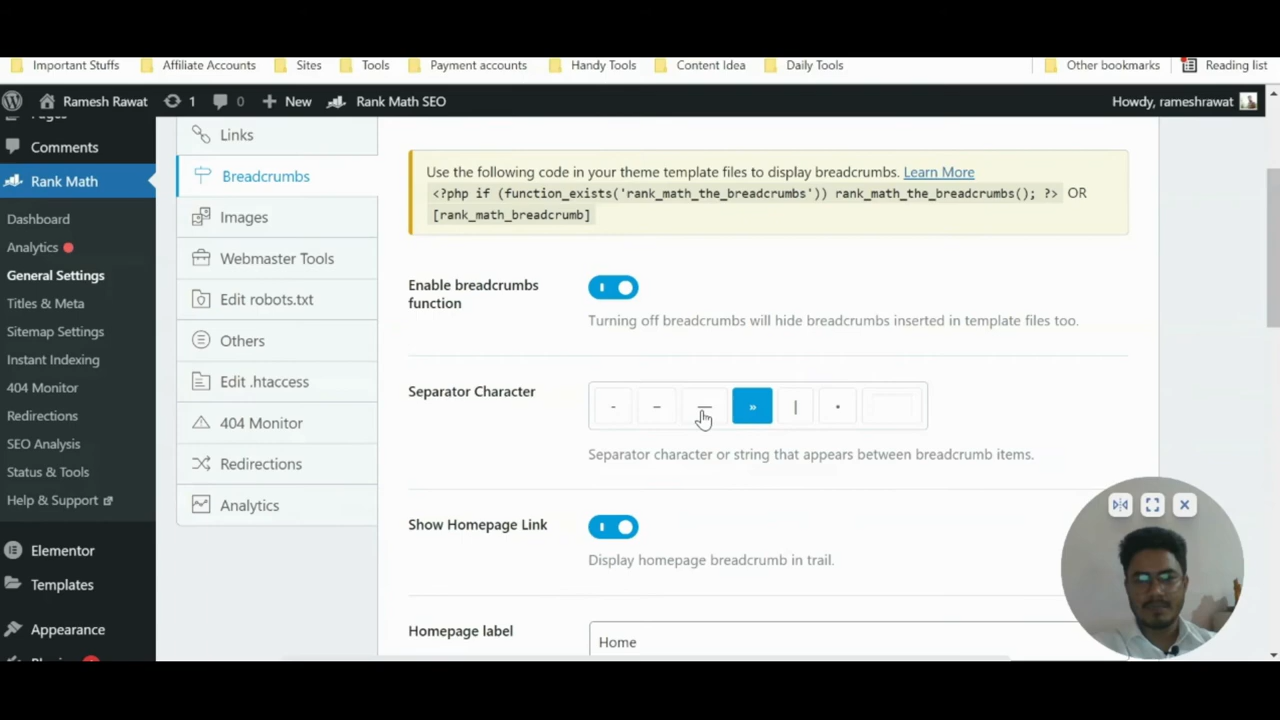 Important Stuffs Affiliate Accounts Sites Tools Payment accounts Handy Tools Content Idea Daily Tools Other bookmarks Reading list
Ramesh Rawat 1 0 New Rank Math SEO Howdy, rameshrawat
Comments
Rank Math
Dashboard
Analytics
General Settings
Titles & Meta
Sitemap Settings
Instant Indexing
404 Monitor
Redirections
SEO Analysis
Status & Tools
Help & Support
Elementor
Templates
Appearance
Links
Breadcrumbs
Images
Webmaster Tools
Edit robots.txt
Others
Edit .htaccess
404 Monitor
Redirections
Analytics
Use the following code in your theme template files to display breadcrumbs. Learn More
<?php if (function_exists('rank_math_the_breadcrumbs')) rank_math_the_breadcrumbs(); ?> OR
[rank_math_breadcrumb]
Enable breadcrumbs
function
Turning off breadcrumbs will hide breadcrumbs inserted in template files too.
Separator Character
- – — » | •
Separator character or string that appears between breadcrumb items.
Show Homepage Link
Display homepage breadcrumb in trail.
Homepage label
Home